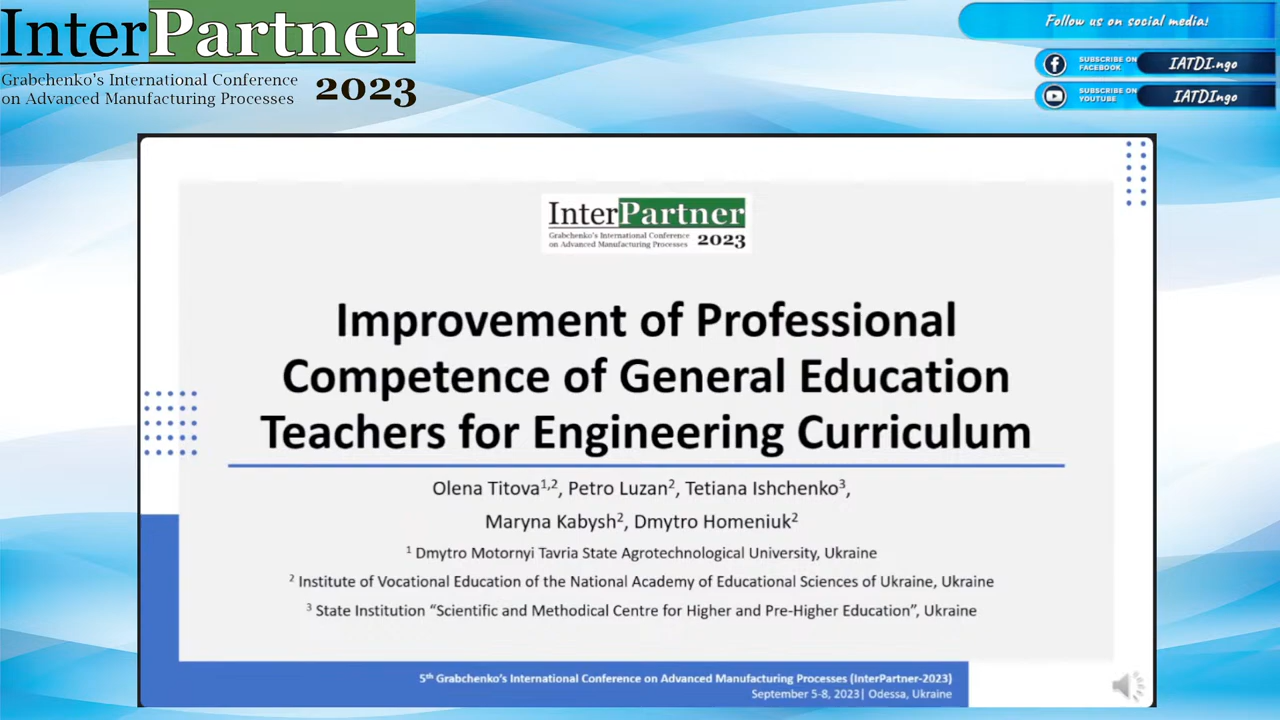 InterPartner
Grabchenko's International Conference
on Advanced Manufacturing Processes 2023
Follow us on social media!
SUBSCRIBE ON
FACEBOOK
IATDI.ngo
SUBSCRIBE ON
YOUTUBE
IATDIngo
InterPartner
Grabchenko's International Conference
on Advanced Manufacturing Processes 2023
Improvement of Professional
Competence of General Education
Teachers for Engineering Curriculum
Olena Titova1,2, Petro Luzan2, Tetiana Ishchenko3,
Maryna Kabysh2, Dmytro Homeniuk2
1 Dmytro Motornyi Tavria State Agrotechnological University, Ukraine
2 Institute of Vocational Education of the National Academy of Educational Sciences of Ukraine, Ukraine
3 State Institution “Scientific and Methodical Centre for Higher and Pre-Higher Education”, Ukraine
5th Grabchenko's International Conference on Advanced Manufacturing Processes (InterPartner-2023)
September 5-8, 2023| Odessa, Ukraine